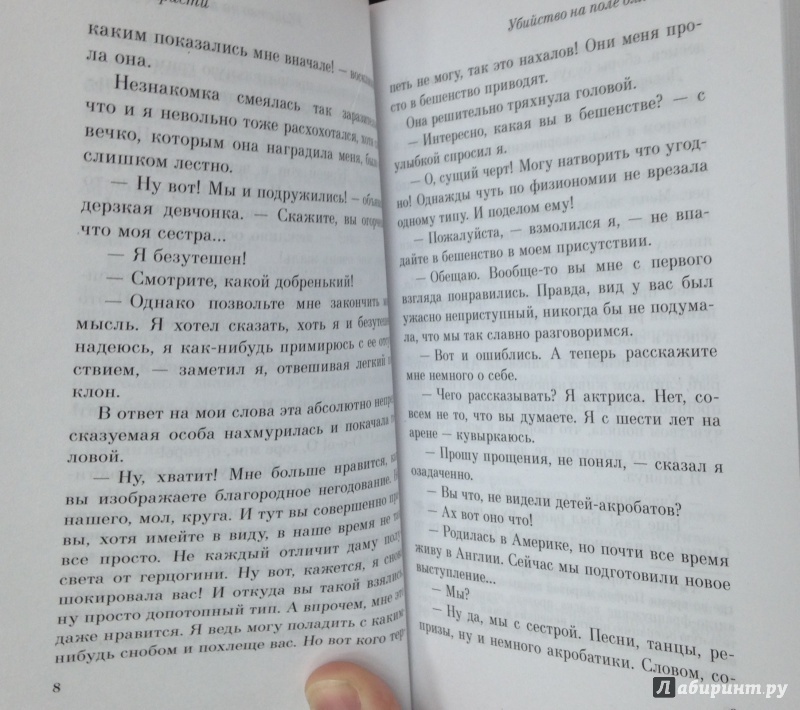 каким показались мне вначале! —
ла она.
Незнакомка смеялась так
что и я невольно тоже расхохотался, хотя
вечко, которым она наградила меня,
слишком лестно.
— Ну вот! Мы и подружились! —
дерзкая девчонка. — Скажите, вы
что моя сестра...
— Я безутешен!
— Смотрите, какой добренький!
— Однако позвольте мне закончить
мысль. Я хотел сказать, хоть я и
надеюсь, я как-нибудь примирюсь с ее
ствием, — заметил я, отвешивая легкий
клон.
В ответ на мои слова эта абсолютно
сказуемая особа нахмурилась и покачала
ловой.
— Ну, хватит! Мне больше нравится,
вы изображаете благородное негодование.
нашего, мол, круга. И тут вы совершенно
вы, хотя имейте в виду, в наше время не
все просто. Не каждый отличит даму
света от герцогини. Ну вот, кажется, я
шокировала вас! И откуда вы такой взялись,
ну просто допотопный тип. А впрочем, мне это
даже нравится. Я ведь могу поладить с каким-
нибудь снобом и похлеще вас. Но вот кого тер-
8
Убийство на поле
петь не могу, так это нахалов! Они меня про-
сто в бешенство приводят.
Она решительно тряхнула головой.
— Интересно, какая вы в бешенстве? — с
улыбкой спросил я.
— О, сущий черт! Могу натворить что угод-
но! Однажды чуть по физиономии не врезала
одному типу. И поделом ему!
— Пожалуйста, — взмолился я, — не впа-
дайте в бешенство в моем присутствии.
— Обещаю. Вообще-то вы мне с первого
взгляда понравились. Правда, вид у вас был
ужасно неприступный, никогда бы не подума-
ла, что мы так славно разговоримся.
— Вот и ошиблись. А теперь расскажите
мне немного о себе.
— Чего рассказывать? Я актриса. Нет, со-
всем не то, что вы думаете. Я с шести лет на
арене — кувыркаюсь.
— Прошу прощения, не понял, — сказал я
озадаченно.
— Вы что, не видели детей-акробатов?
— Ах вот оно что!
— Родилась в Америке, но почти все время
живу в Англии. Сейчас мы подготовили новое
выступление...
— Мы?
— Ну да, мы с сестрой. Песни, танцы, ре-
призы, ну и немного акробатики. Словом, со-
Лабиринт.ру